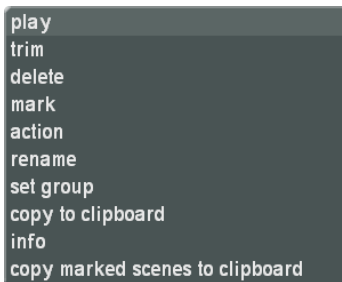 play
trim
delete
mark
action
rename
set group
copy to clipboard
info
copy marked scenes to clipboard